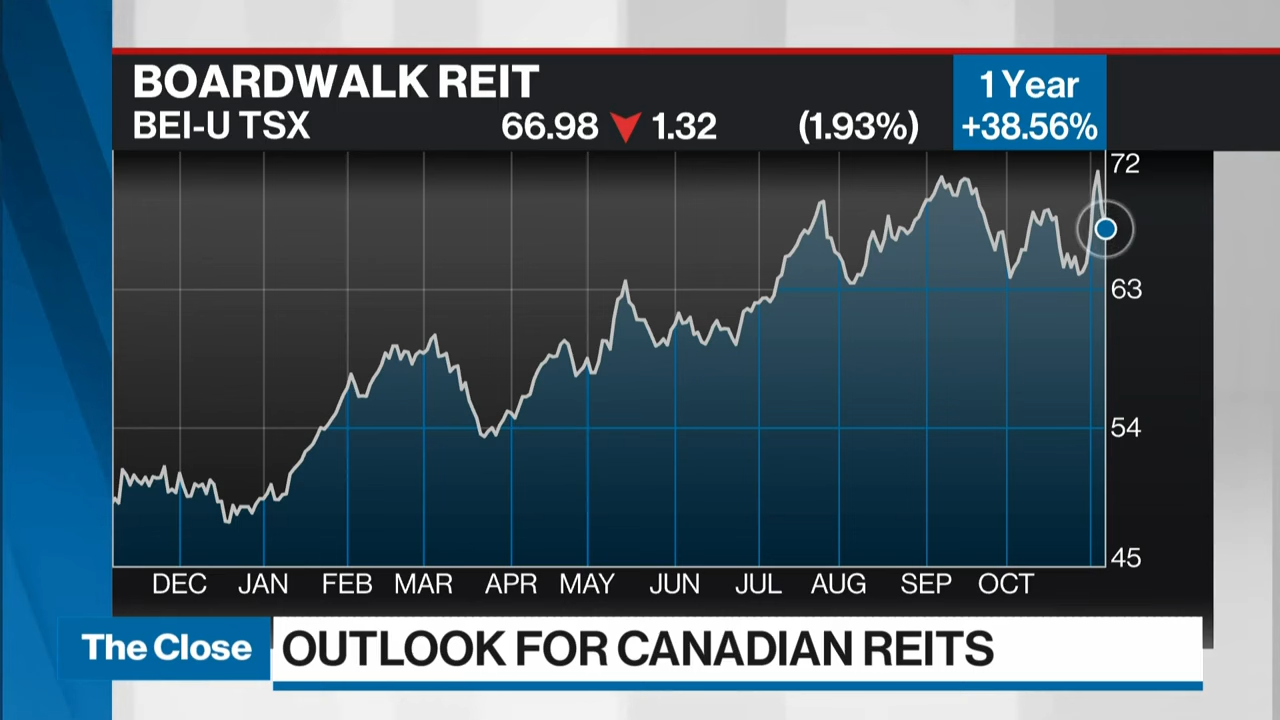 BOARDWALK REIT
BEI-U TSX 66.98 1.32 (1.93%)
1 Year
+38.56%
72
63
54
45
DEC JAN FEB MAR APR MAY JUN JUL AUG SEP OCT
The Close
OUTLOOK FOR CANADIAN REITS